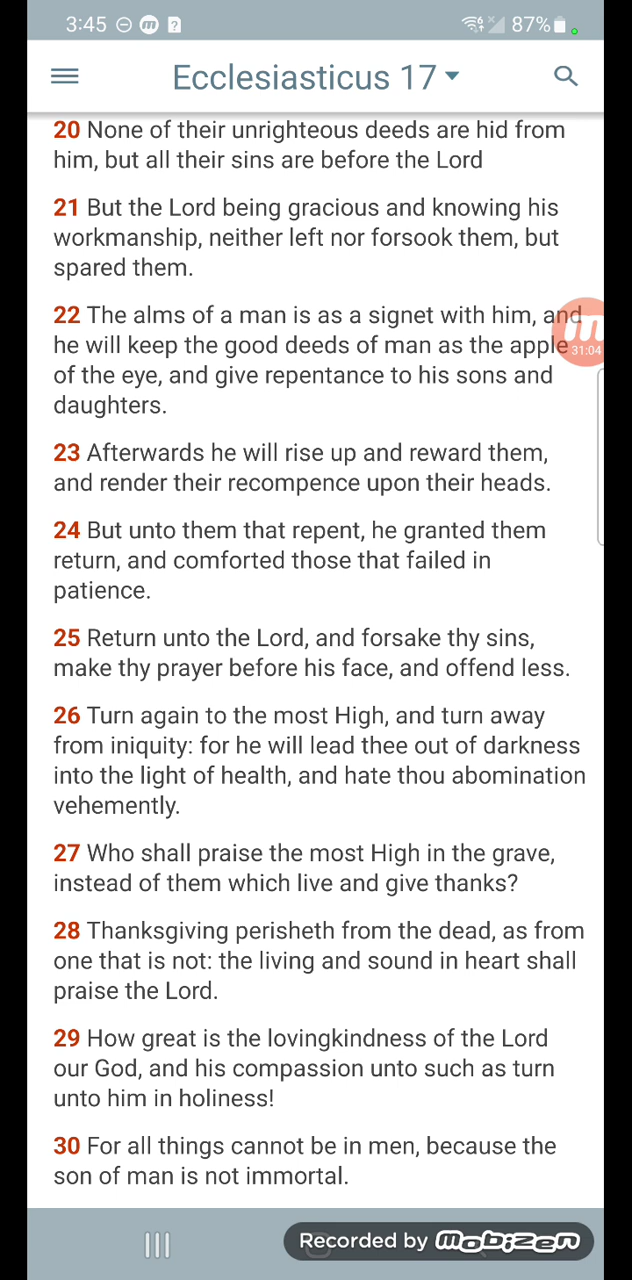 3:45 m ? 6 87%
Ecclesiasticus 17
20 None of their unrighteous deeds are hid from
him, but all their sins are before the Lord
21 But the Lord being gracious and knowing his
workmanship, neither left nor forsook them, but
spared them.
22 The alms of a man is as a signet with him, and
he will keep the good deeds of man as the apple
of the eye, and give repentance to his sons and
daughters.
m
31:04
23 Afterwards he will rise up and reward them,
and render their recompence upon their heads.
24 But unto them that repent, he granted them
return, and comforted those that failed in
patience.
25 Return unto the Lord, and forsake thy sins,
make thy prayer before his face, and offend less.
26 Turn again to the most High, and turn away
from iniquity: for he will lead thee out of darkness
into the light of health, and hate thou abomination
vehemently.
27 Who shall praise the most High in the grave,
instead of them which live and give thanks?
28 Thanksgiving perisheth from the dead, as from
one that is not: the living and sound in heart shall
praise the Lord.
29 How great is the lovingkindness of the Lord
our God, and his compassion unto such as turn
unto him in holiness!
30 For all things cannot be in men, because the
son of man is not immortal.
Recorded by mobizen